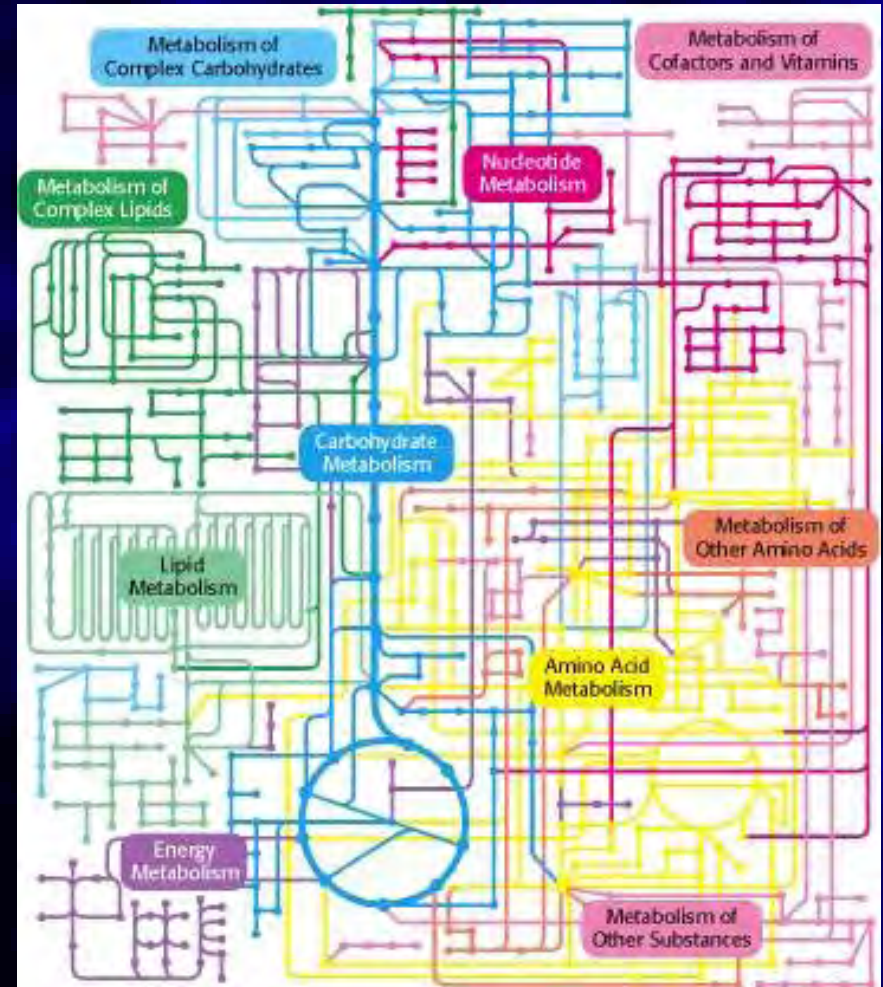 Metabolism of
Complex Carbohydrates
Metabolism of
Cofactors and Vitamins
Nucleotide
Metabolism
Metabolism of
Complex Lipids
Carbohydrate
Metabolism
Metabolism of
Other Amino Acids
Lipid
Metabolism
Amino Acid
Metabolism
Energy
Metabolism
Metabolism of
Other Substances